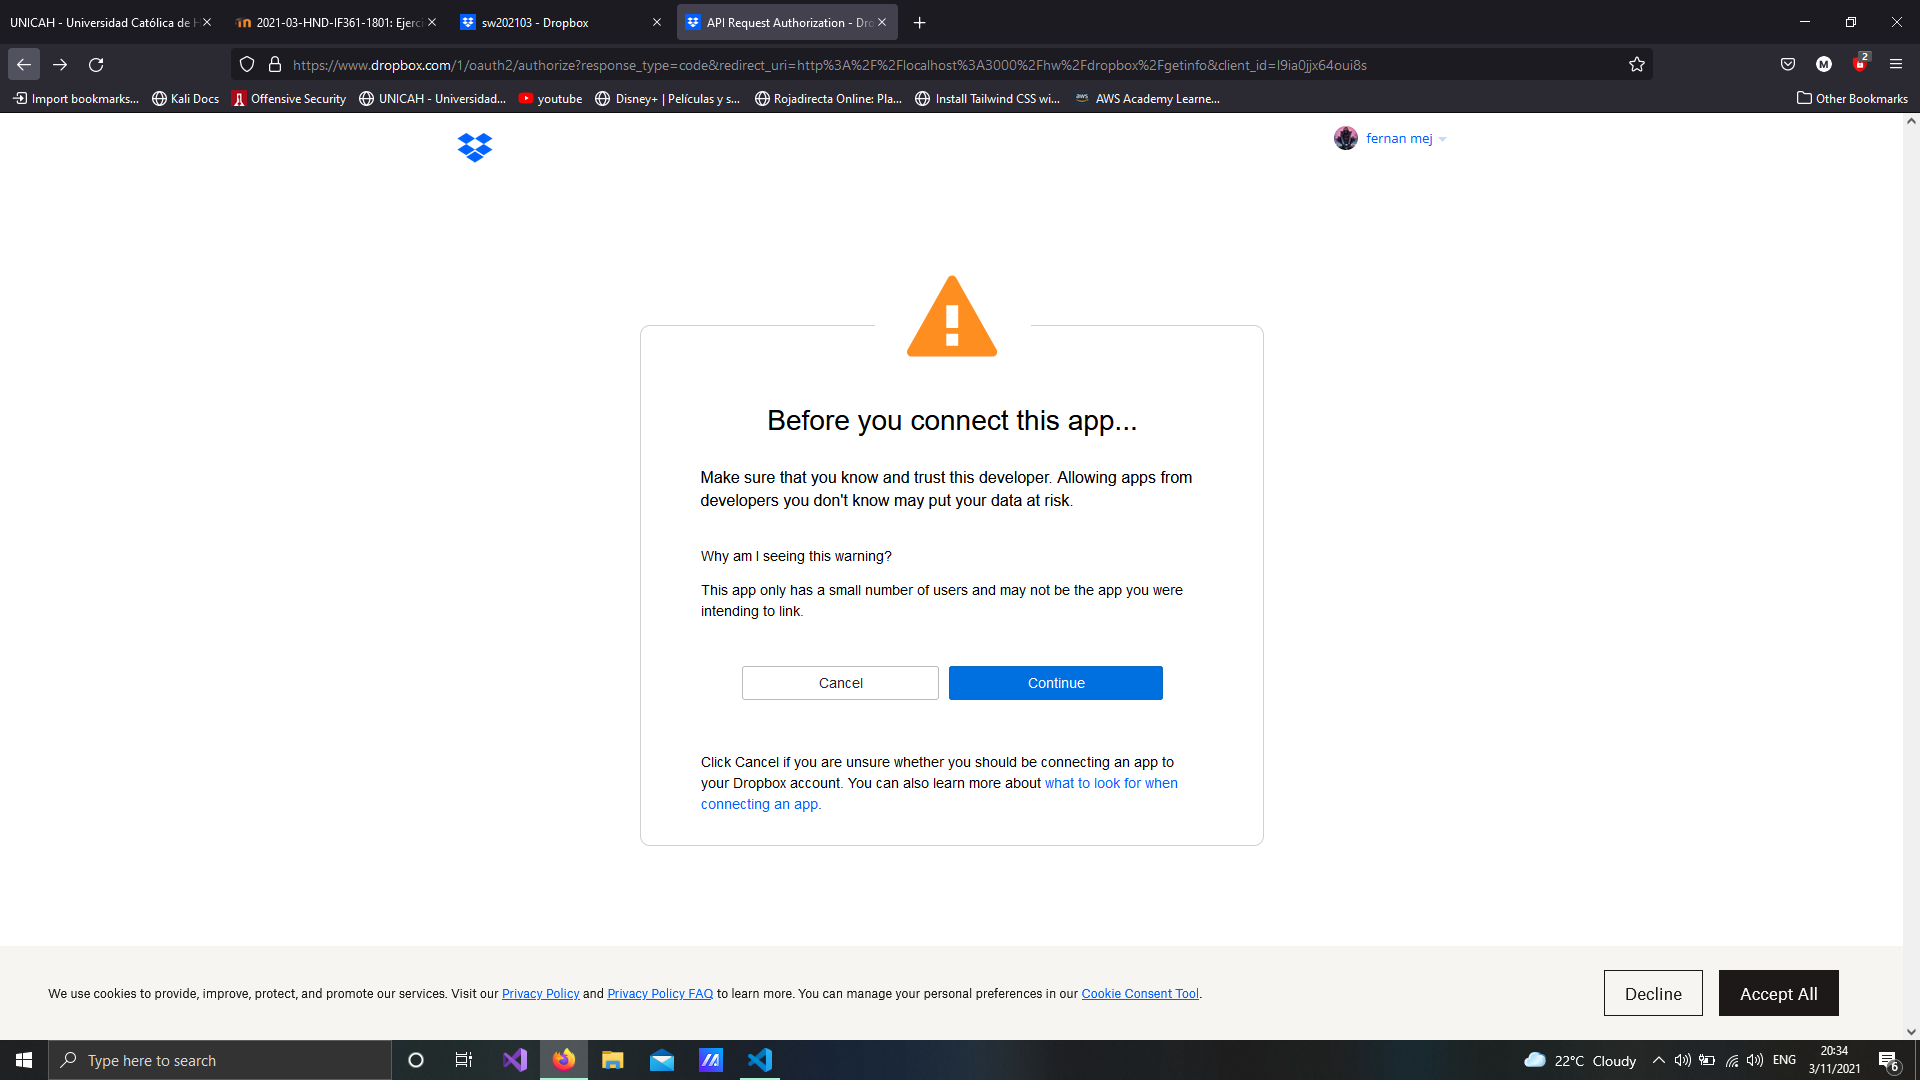 UNICAH - Universidad Católica de H
2021-03-HND-IF361-1801: Ejerci
sw202103 - Dropbox
API Request Authorization - Dro
https://www.dropbox.com/1/oauth2/authorize?response_type=code&redirect_uri=http%3A%2F%2Flocalhost%3A3000%2Fhw%2Fdropbox%2Fgetinfo&client_id=l9ia0jjx64oui8s
M
2
Import bookmarks...
Kali Docs
Offensive Security
UNICAH - Universidad...
youtube
Disney+ | Películas y s...
Rojadirecta Online: Pla...
Install Tailwind CSS wi...
aws
AWS Academy Learne...
Other Bookmarks
fernan mej
Before you connect this app...
Make sure that you know and trust this developer. Allowing apps from
developers you don't know may put your data at risk.
Why am I seeing this warning?
This app only has a small number of users and may not be the app you were
intending to link.
Cancel
Continue
Click Cancel if you are unsure whether you should be connecting an app to
your Dropbox account. You can also learn more about what to look for when
connecting an app.
We use cookies to provide, improve, protect, and promote our services. Visit our Privacy Policy and Privacy Policy FAQ to learn more. You can manage your personal preferences in our Cookie Consent Tool.
Decline
Accept All
Type here to search
22°C Cloudy
ENG
20:34
3/11/2021
6